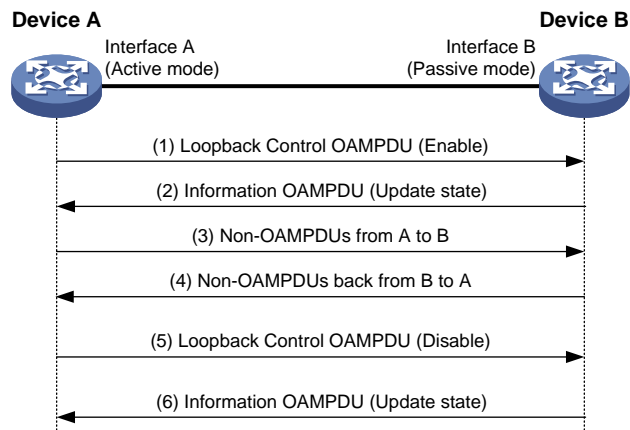 Device A
Device B
Interface A
(Active mode)
Interface B
(Passive mode)
(1) Loopback Control OAMPDU (Enable)
(2) Information OAMPDU (Update state)
(3) Non-OAMPDUs from A to B
(4) Non-OAMPDUs back from B to A
(5) Loopback Control OAMPDU (Disable)
(6) Information OAMPDU (Update state)